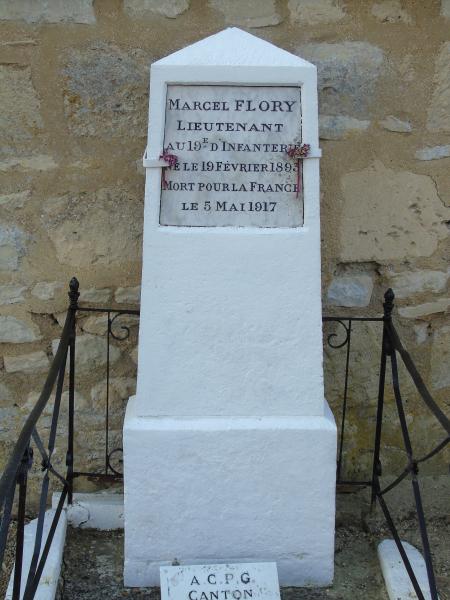 MARCEL FLORY
LIEUTENANT
AU 19E D'INFANTERIE
NÉ LE 19 FÉVRIER 1893
MORT POUR LA FRANCE
LE 5 MAI 1917
A.C.P.G.
CANTON